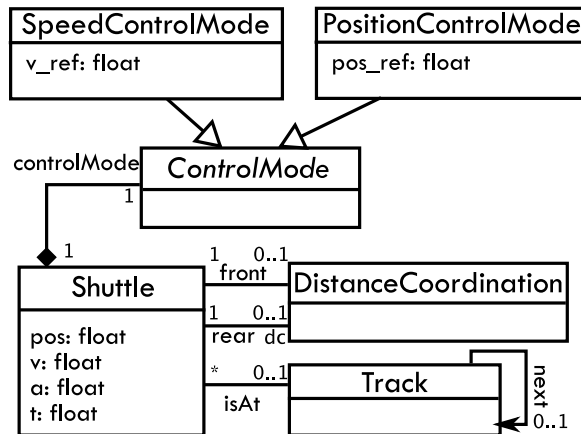 SpeedControlMode
v_ref: float
PositionControlMode
pos_ref: float
controlMode
1
ControlMode
1
Shuttle
pos: float
v: float
a: float
t: float
1 0..1
front
DistanceCoordination
1 0..1
rear dc
* 0..1
isAt
Track
next
0..1